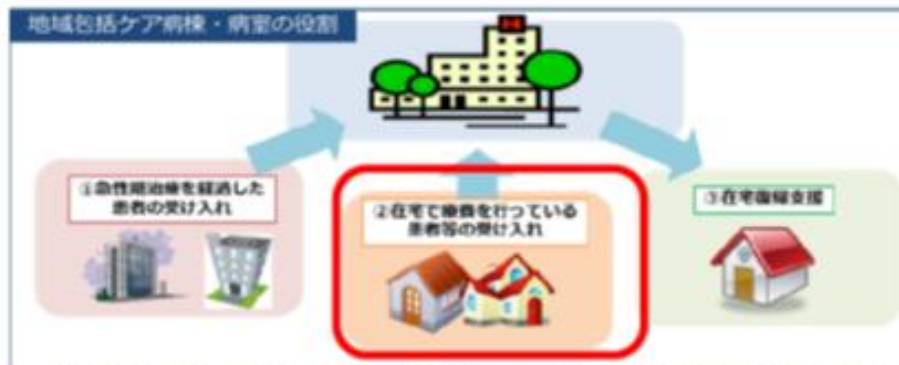 地域包括ケア病棟・病室の役割
H
①急性期治療を経過した
患者の受け入れ
②在宅で療養を行っている
患者等の受け入れ
③在宅復帰支援